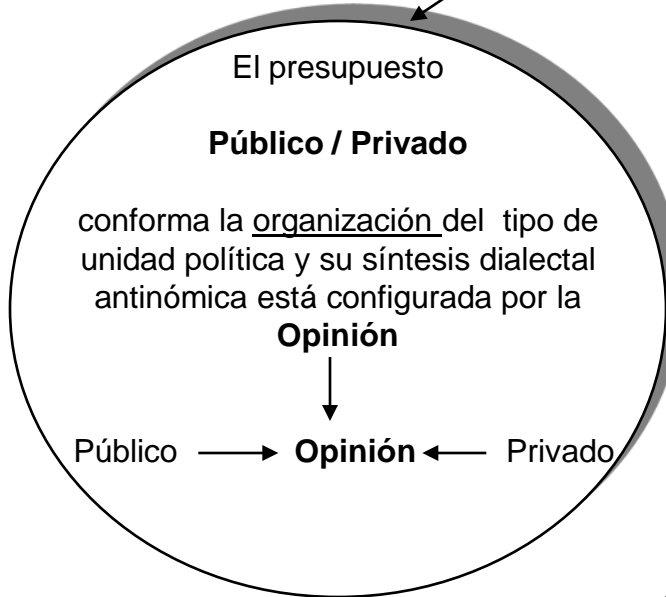 El presupuesto
Público / Privado
conforma la organización del tipo de
unidad política y su síntesis dialectal
antinómica está configurada por la
Opinión
Público Opinión Privado